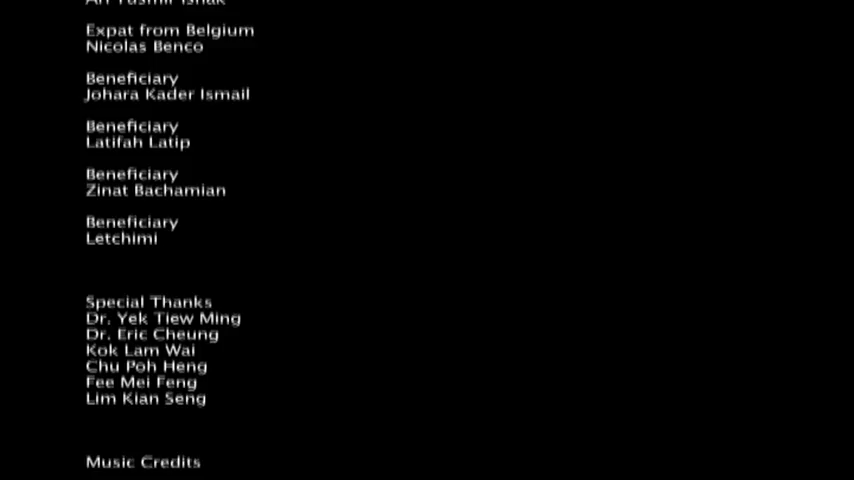 Expat from Belgium
Nicolas Benco
Beneficiary
Johara Kader Ismail
Beneficiary
Latifah Latip
Beneficiary
Zinat Bachamian
Beneficiary
Letchimi
Special Thanks
Dr. Yek Tiew Ming
Dr. Eric Cheung
Kok Lam Wai
Chu Poh Heng
Fee Mei Feng
Lim Kian Seng
Music Credits